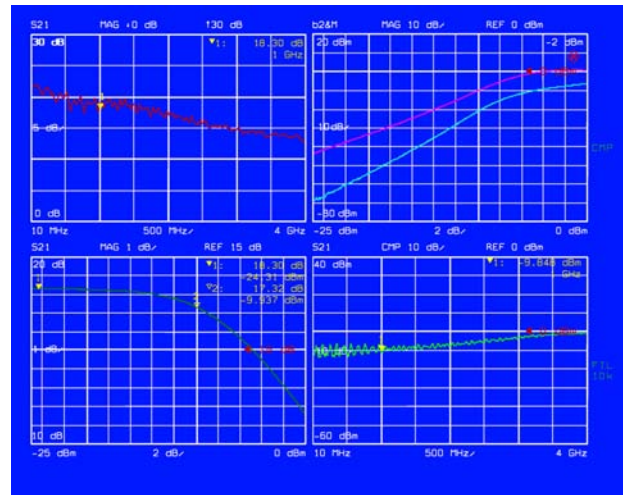 S21 MAG +0 dB ↑30 dB
30 dB
▼1: 18.30 dB
1 GHz
1
5 dB/
0 dB
10 MHz 500 MHz/ 4 GHz
b2&M MAG 10 dB/ REF 0 dBm
20 dBm -2 dBm
10dB/
CMP
-80 dBm
-25 dBm 2 dB/ 0 dBm
S21 MAG 1 dB/ REF 15 dB
20 dB
▼1: 18.30 dB
-24.31 dBm
▽2: 17.32 dB
-9.937 dBm
1
2
1 dB/
10 dB
-25 dBm 2 dB/ 0 dBm
S21 CMP 10 dB/ REF 0 dBm
40 dBm
▼1: -9.848 dBm
GHz
FIL
10k
-60 dBm
10 MHz 500 MHz/ 4 GHz